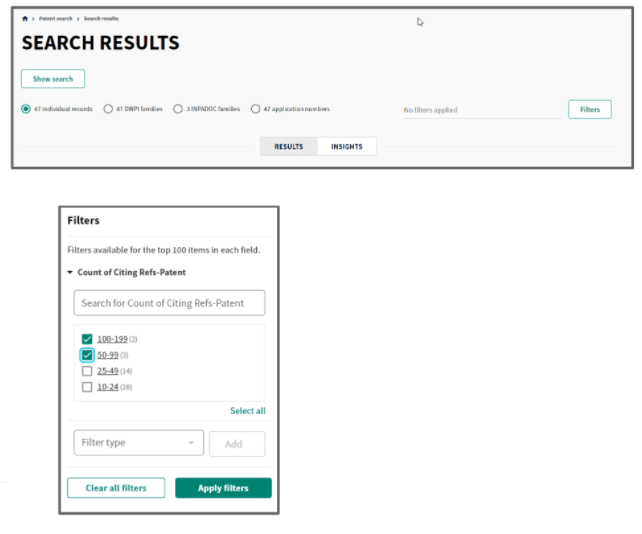 Patent search > Search results
SEARCH RESULTS
Show search
47 individual records 47 DWPI families 3 INPADOC families 47 application numbers No filters applied Filters
RESULTS INSIGHTS
Filters
Filters available for the top 100 items in each field.
Count of Citing Refs-Patent
Search for Count of Citing Refs-Patent
100-199 (2)
50-99 (3)
25-49 (14)
10-24 (28)
Select all
Filter type Add
Clear all filters Apply filters